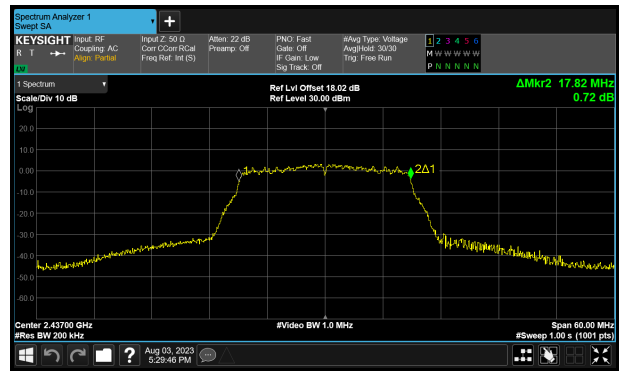 Spectrum Analyzer 1
Swept SA
+
KEYSIGHT
R T
LXI
Input: RF
Coupling: AC
Align: Partial
Input Z: 50 Ω
Corr CCorr RCal
Freq Ref: Int (S)
Atten: 22 dB
Preamp: Off
PNO: Fast
Gate: Off
IF Gain: Low
Sig Track: Off
#Avg Type: Voltage
Avg|Hold: 30/30
Trig: Free Run
1 2 3 4 5 6
M W W W W W
P N N N N N
1 Spectrum
Scale/Div 10 dB
Log
Ref Lvl Offset 18.02 dB
Ref Level 30.00 dBm
ΔMkr2 17.82 MHz
0.72 dB
20.0
10.0
0.00
-10.0
-20.0
-30.0
-40.0
-50.0
-60.0
1
2Δ1
Center 2.43700 GHz
#Res BW 200 kHz
#Video BW 1.0 MHz
Span 60.00 MHz
#Sweep 1.00 s (1001 pts)
?
Aug 03, 2023
5:29:46 PM